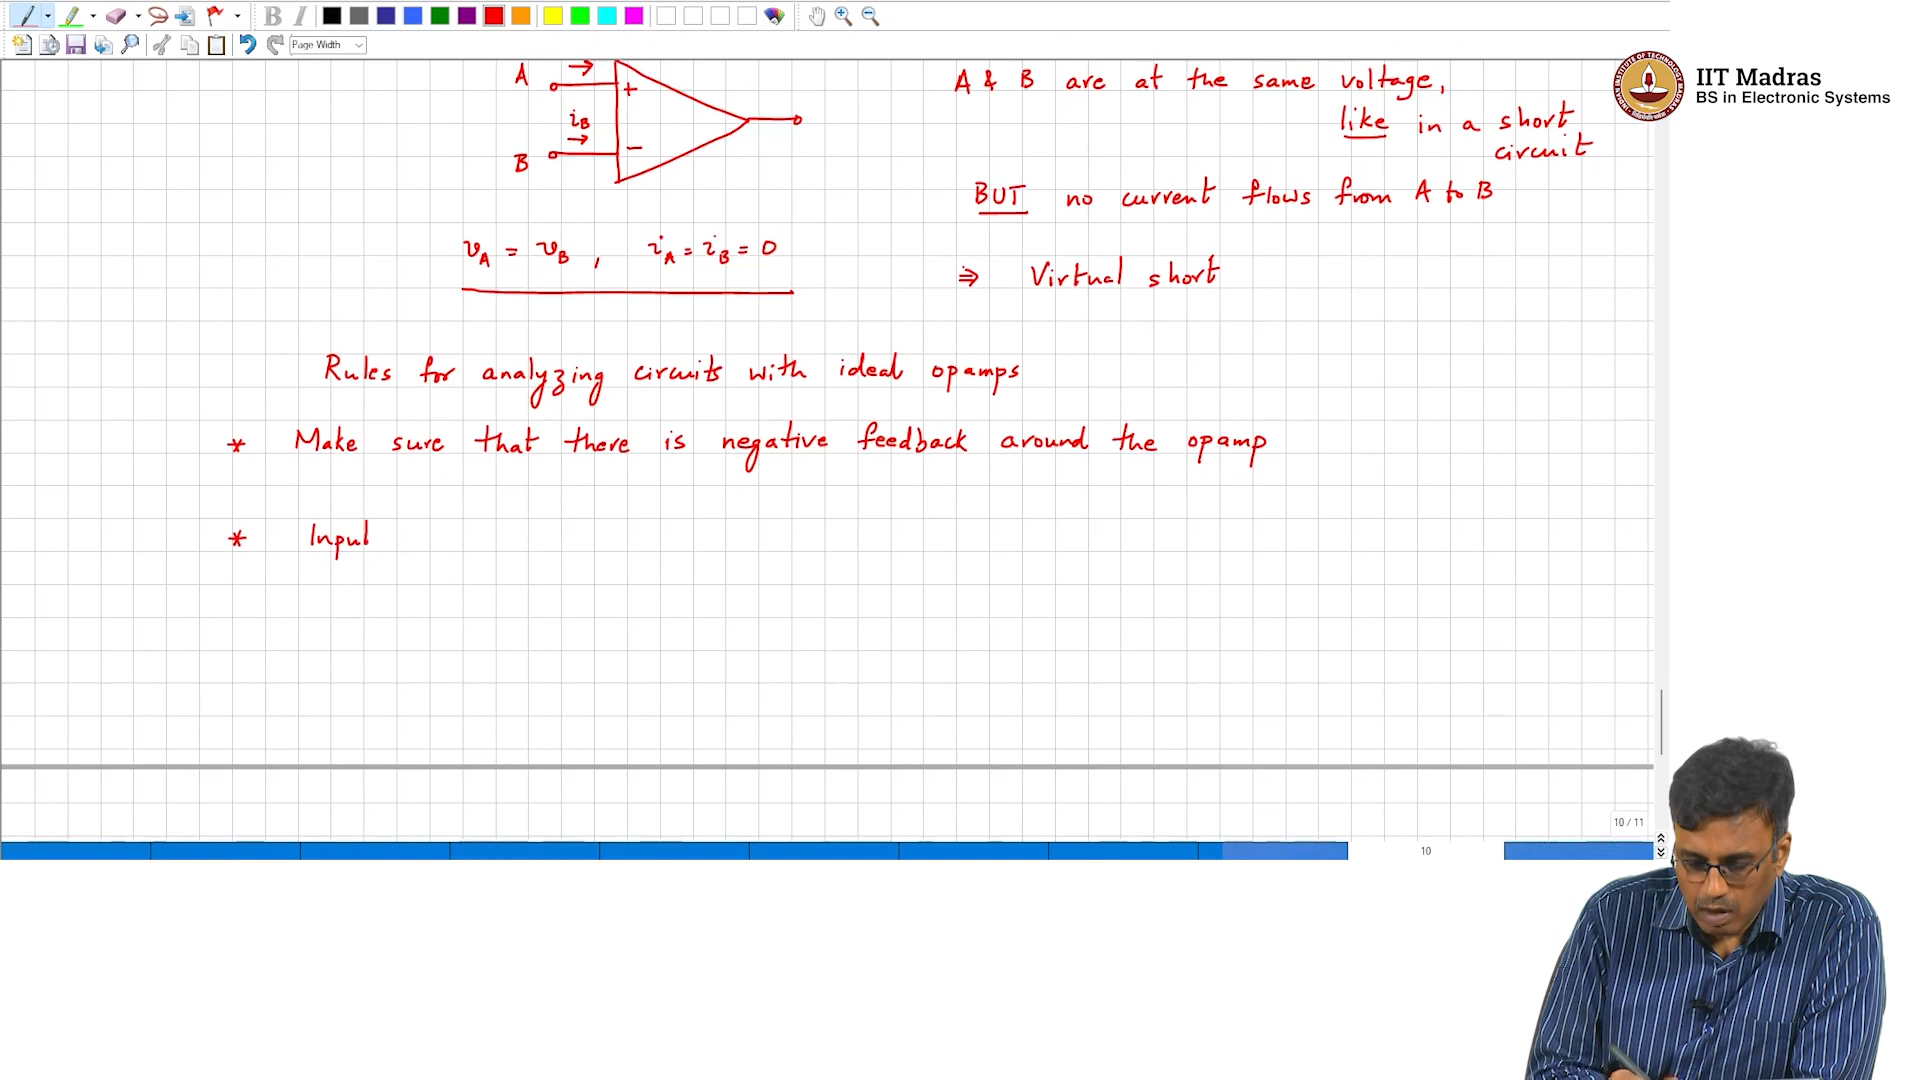 Page Width
IIT Madras
BS in Electronic Systems
A
+
i_B
B
−
A & B are at the same voltage,
like in a short
circuit
BUT no current flows from A to B
v_A = v_B , i_A = i_B = 0
⇒ Virtual short
Rules for analyzing circuits with ideal opamps
* Make sure that there is negative feedback around the opamp
* Input
10 / 11
10